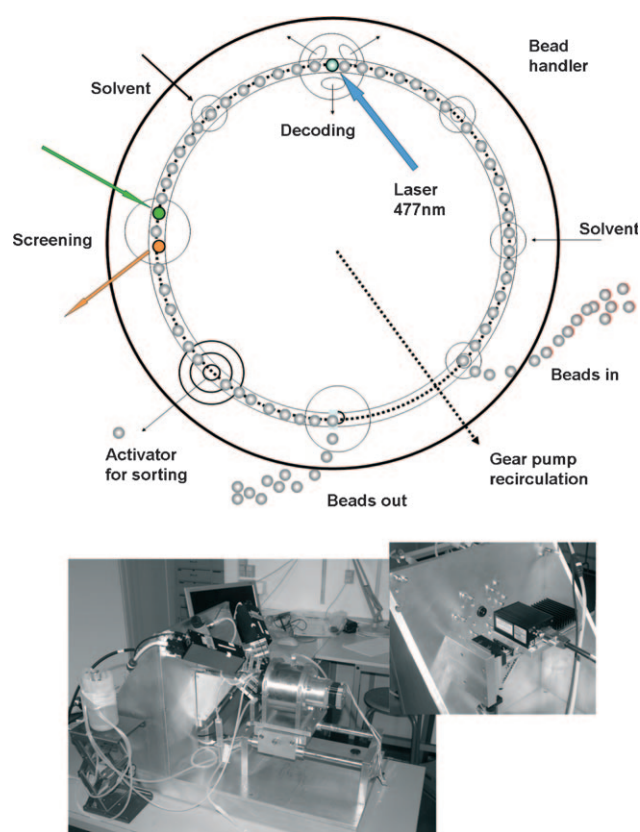 Bead
handler
Solvent
Decoding
Laser
477nm
Screening
Solvent
Beads in
Activator
for sorting
Gear pump
recirculation
Beads out